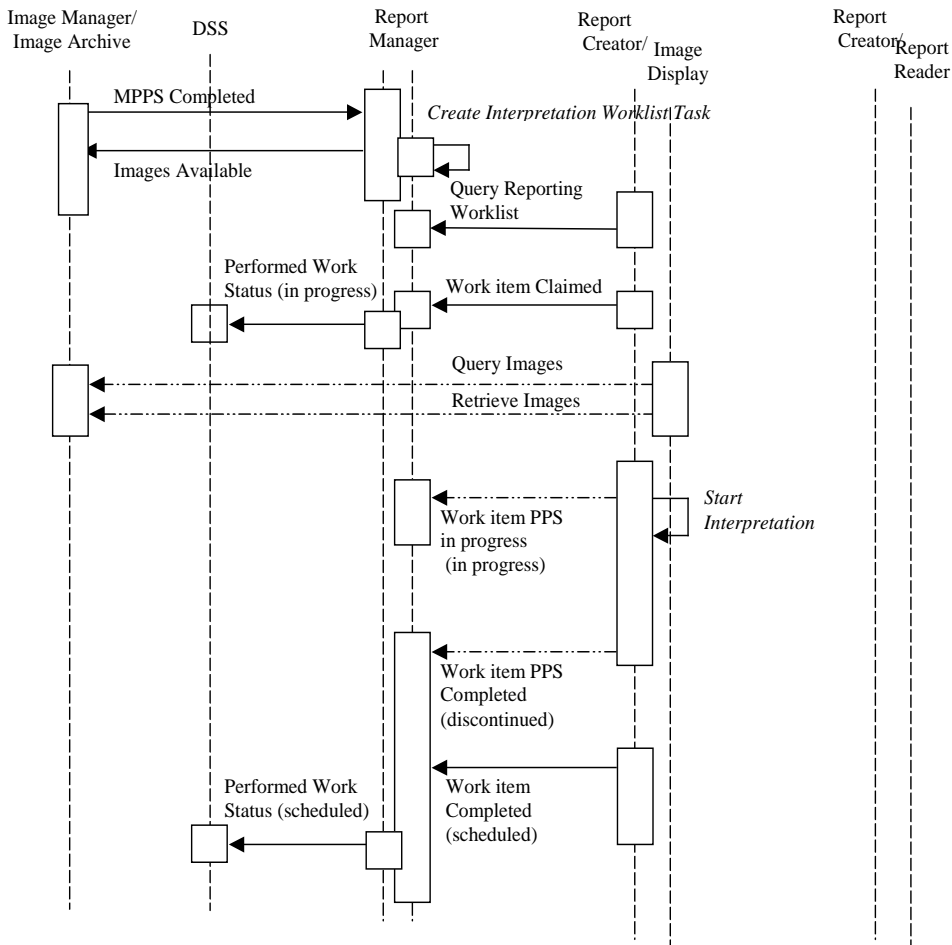 Image Manager/
Image Archive
DSS
Report
Manager
Report
Creator/
Image
Display
Report
Creator/
Report
Reader
MPPS Completed
Create Interpretation Worklist Task
Images Available
Query Reporting
Worklist
Performed Work
Status (in progress)
Work item Claimed
Query Images
Retrieve Images
Start
Interpretation
Work item PPS
in progress
(in progress)
Work item PPS
Completed
(discontinued)
Performed Work
Status (scheduled)
Work item
Completed
(scheduled)